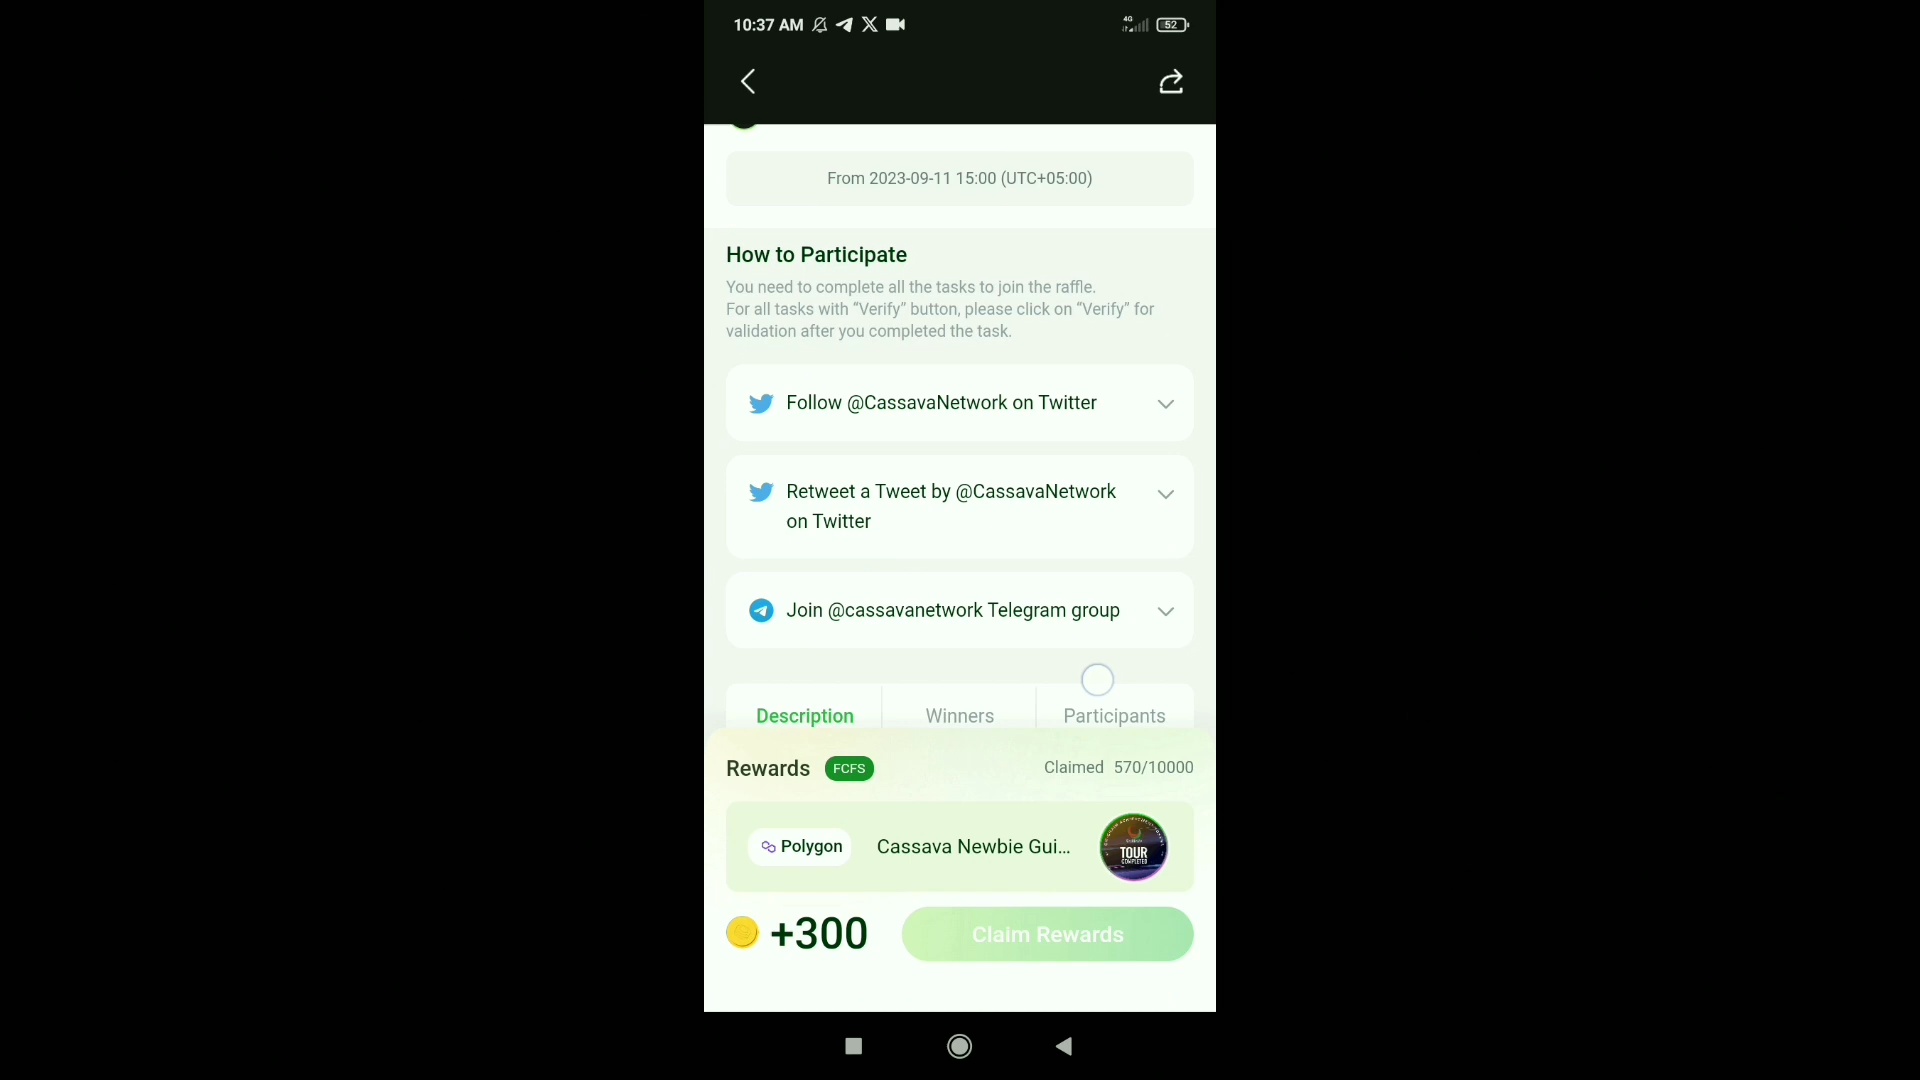 10:37 AM
4G
52
From 2023-09-11 15:00 (UTC+05:00)
How to Participate
You need to complete all the tasks to join the raffle.
For all tasks with “Verify” button, please click on “Verify” for
validation after you completed the task.
Follow @CassavaNetwork on Twitter
Retweet a Tweet by @CassavaNetwork
on Twitter
Join @cassavanetwork Telegram group
Description
Winners
Participants
Rewards
FCFS
Claimed 570/10000
Polygon
Cassava Newbie Gui...
TOUR
COMPLETED
+300
Claim Rewards